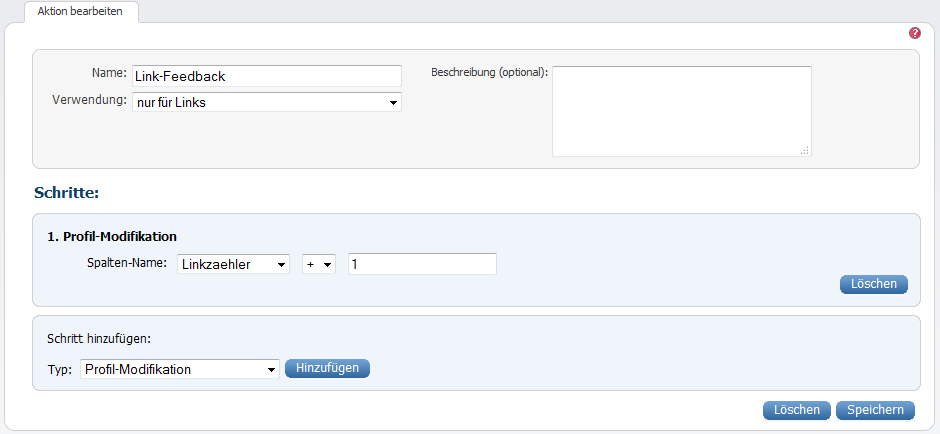 Aktion bearbeiten
?
Name: Link-Feedback
Beschreibung (optional):
Verwendung: nur für Links
Schritte:
1. Profil-Modifikation
Spalten-Name: Linkzaehler + 1
Löschen
Schritt hinzufügen:
Typ: Profil-Modifikation Hinzufügen
Löschen Speichern